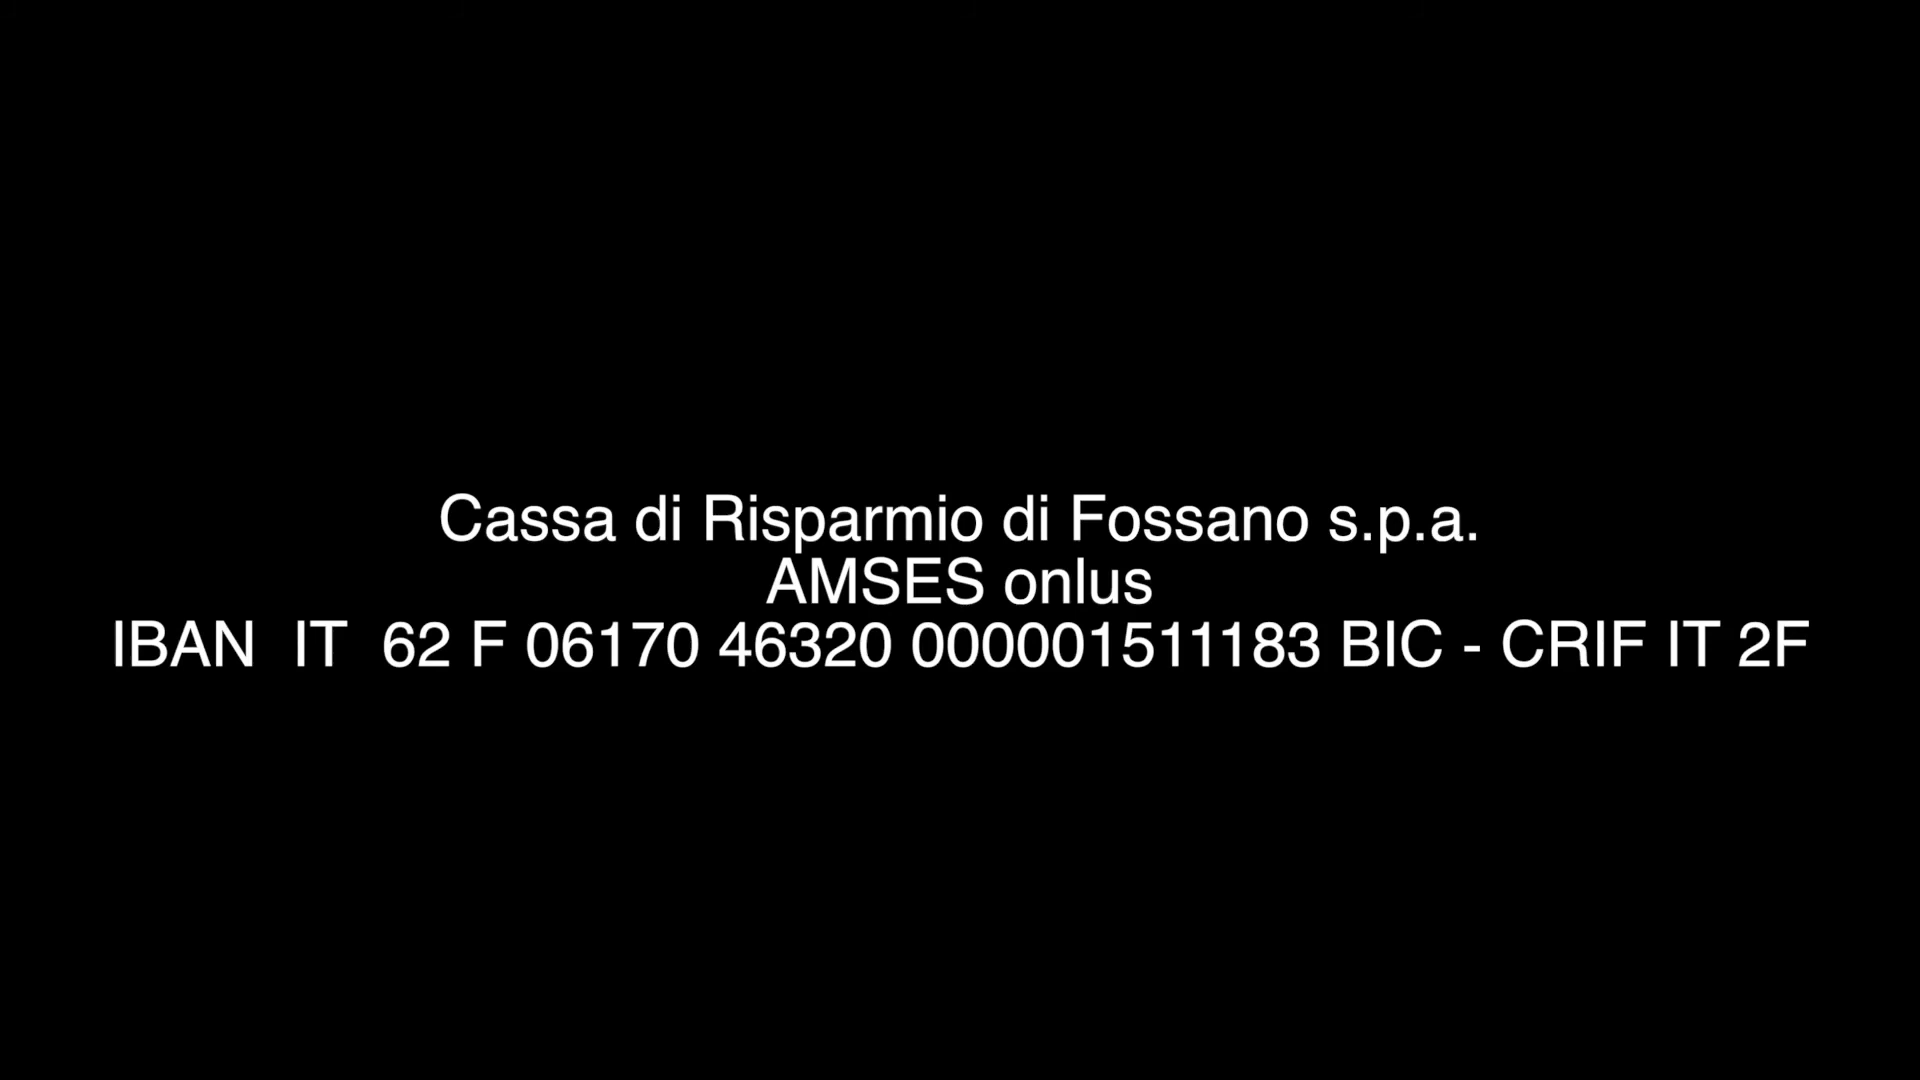 Cassa di Risparmio di Fossano s.p.a.
AMSES onlus
IBAN  IT  62 F 06170 46320 000001511183 BIC - CRIF IT 2F